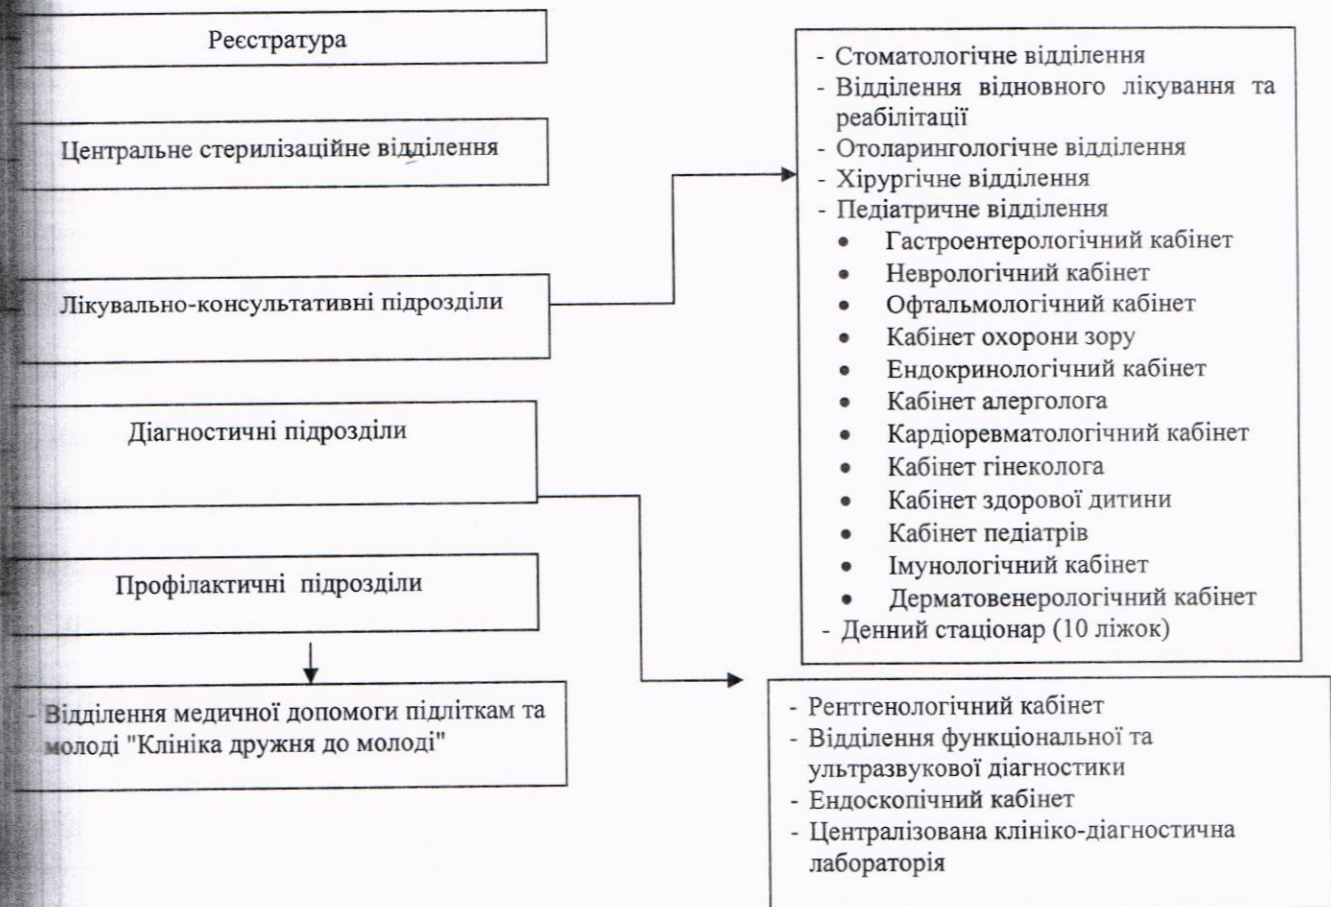 Реєстратура
Центральне стерилізаційне відділення
Лікувально-консультативні підрозділи
Діагностичні підрозділи
Профілактичні підрозділи
- Відділення медичної допомоги підліткам та
молоді "Клініка дружня до молоді"
- Стоматологічне відділення
- Відділення відновного лікування та
реабілітації
- Отоларингологічне відділення
- Хірургічне відділення
- Педіатричне відділення
• Гастроентерологічний кабінет
• Неврологічний кабінет
• Офтальмологічний кабінет
• Кабінет охорони зору
• Ендокринологічний кабінет
• Кабінет алерголога
• Кардіоревматологічний кабінет
• Кабінет гінеколога
• Кабінет здорової дитини
• Кабінет педіатрів
• Імунологічний кабінет
• Дерматовенерологічний кабінет
- Денний стаціонар (10 ліжок)
- Рентгенологічний кабінет
- Відділення функціональної та
ультразвукової діагностики
- Ендоскопічний кабінет
- Централізована клініко-діагностична
лабораторія